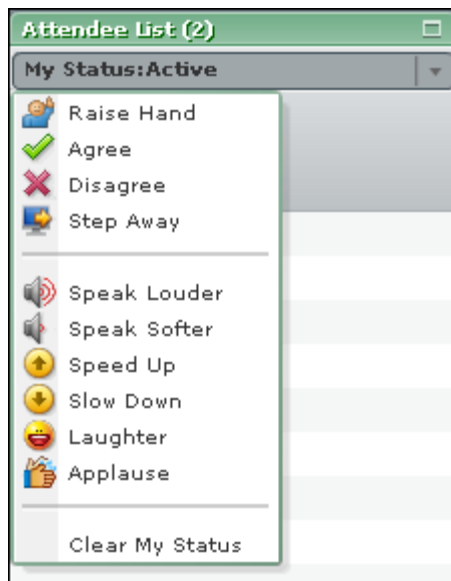 Attendee List (2)
My Status:Active
Raise Hand
Agree
Disagree
Step Away
Speak Louder
Speak Softer
Speed Up
Slow Down
Laughter
Applause
Clear My Status